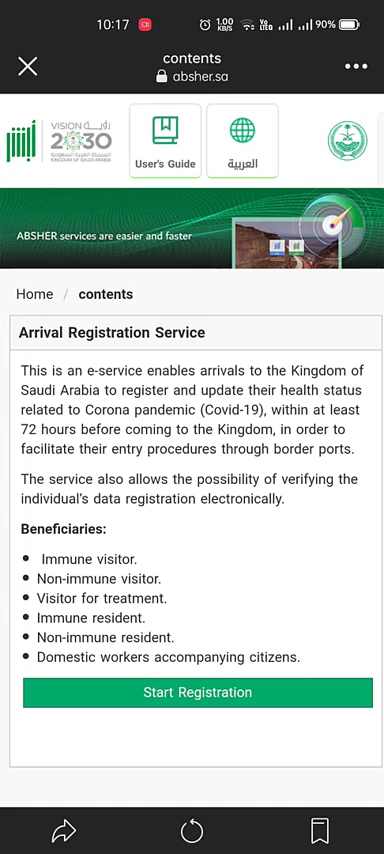 10:17
1.00
KB/S
Vo
LTE
90%
contents
absher.sa
أبشر
VISION رؤيــة
2030
المملكة العربية السعودية
KINGDOM OF SAUDI ARABIA
User's Guide
العربية
ABSHER services are easier and faster
Home / contents
Arrival Registration Service
This is an e-service enables arrivals to the Kingdom of
Saudi Arabia to register and update their health status
related to Corona pandemic (Covid-19), within at least
72 hours before coming to the Kingdom, in order to
facilitate their entry procedures through border ports.
The service also allows the possibility of verifying the
individual's data registration electronically.
Beneficiaries:
• Immune visitor.
• Non-immune visitor.
• Visitor for treatment.
• Immune resident.
• Non-immune resident.
• Domestic workers accompanying citizens.
Start Registration